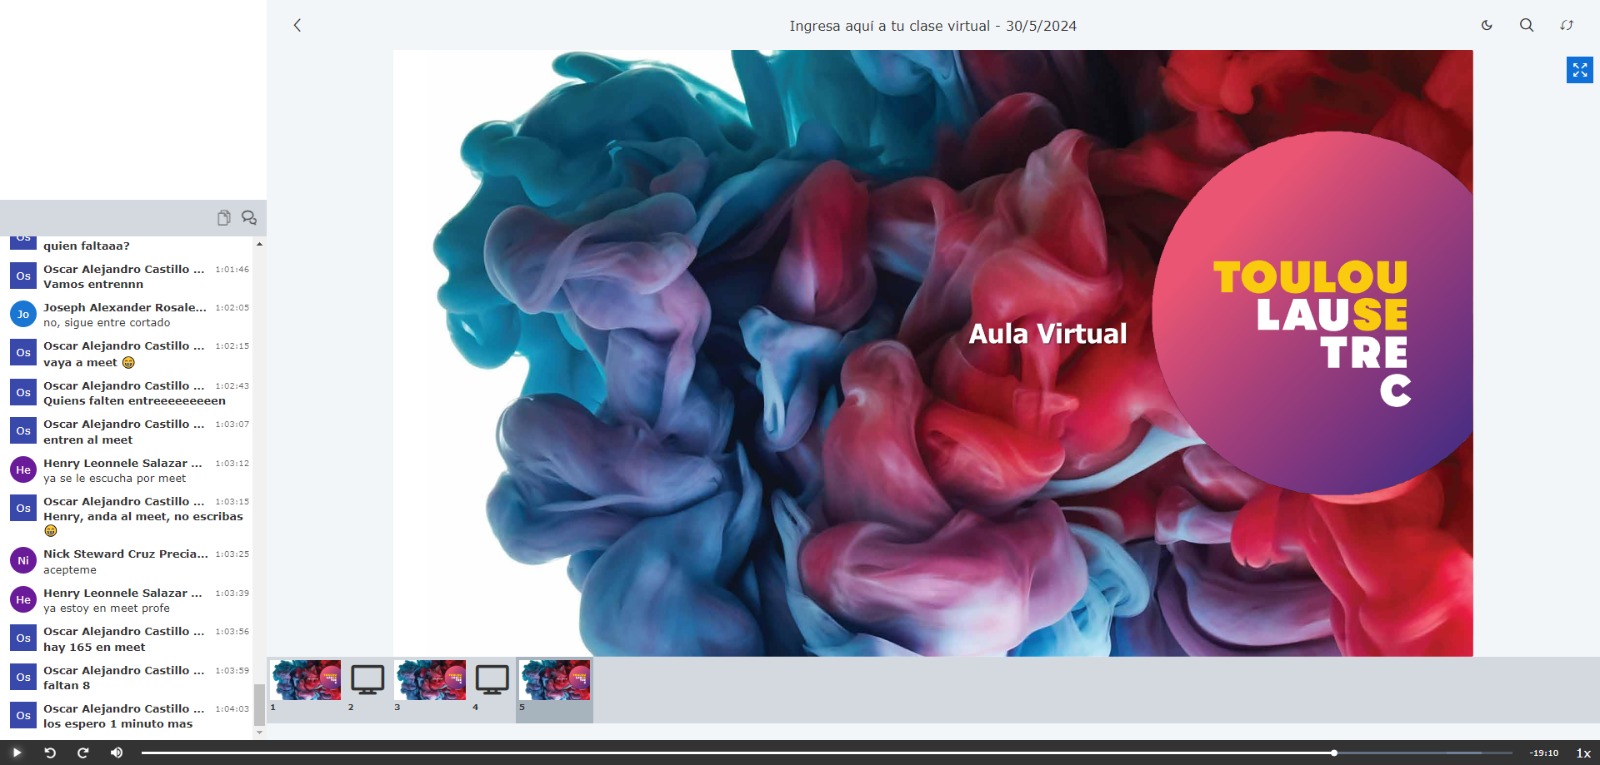 Ingresa aquí a tu clase virtual - 30/5/2024
Os
quien faltaaa?
Os
Oscar Alejandro Castillo ... 1:01:46
Vamos entrennn
Jo
Joseph Alexander Rosale... 1:02:05
no, sigue entre cortado
Os
Oscar Alejandro Castillo ... 1:02:15
vaya a meet 😁
Os
Oscar Alejandro Castillo ... 1:02:43
Quiens falten entreeeeeeeeen
Os
Oscar Alejandro Castillo ... 1:03:07
entren al meet
He
Henry Leonnele Salazar ... 1:03:12
ya se le escucha por meet
Os
Oscar Alejandro Castillo ... 1:03:15
Henry, anda al meet, no escribas
😁
Ni
Nick Steward Cruz Precia... 1:03:25
acepteme
He
Henry Leonnele Salazar ... 1:03:39
ya estoy en meet profe
Os
Oscar Alejandro Castillo ... 1:03:56
hay 165 en meet
Os
Oscar Alejandro Castillo ... 1:03:59
faltan 8
Os
Oscar Alejandro Castillo ... 1:04:03
los espero 1 minuto mas
Aula Virtual
TOULOU
LAUSE
TRE
C
1 2 3 4 5
-19:10 1x